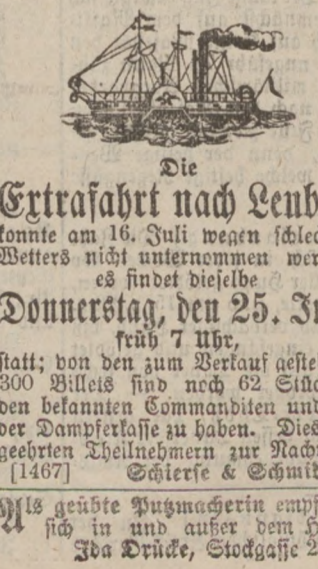 Die
Extrafahrt nach Leub
konnte am 16. Juli wegen schlec
Wetters nicht unternommen wer
es findet dieselbe
Donnerstag, den 25. Ju
früh 7 Uhr,
statt; von den zum Verkauf geste
300 Billets sind noch 62 Stüc
den bekannten Commanditen und
der Dampferkasse zu haben. Dies
geehrten Theilnehmern zur Nach
[1467] Schierse & Schmid
Als geübte Putzmacherin empf
sich in und außer dem H
Ida Drücke, Stockgasse 2